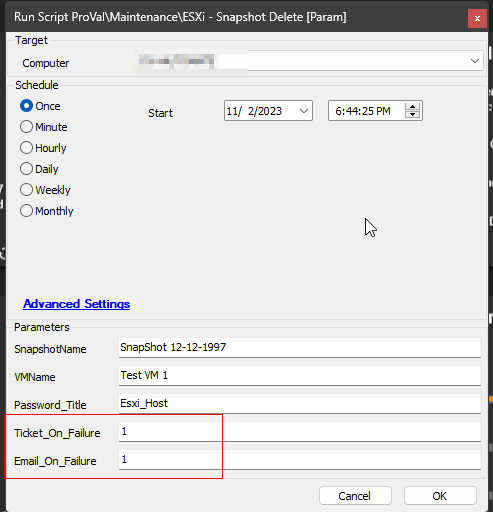 Run Script ProVal\Maintenance\ESXi - Snapshot Delete [Param]
x
Target
Computer
Schedule
Once
Start
11/ 2/2023
6:44:25 PM
Minute
Hourly
Daily
Weekly
Monthly
Advanced Settings
Parameters
SnapshotName
SnapShot 12-12-1997
VMName
Test VM 1
Password_Title
Esxi_Host
Ticket_On_Failure
1
Email_On_Failure
1
Cancel
OK